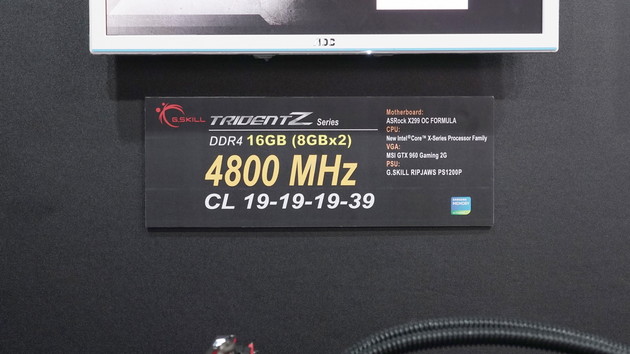 G.SKILL TRIDENTZ Series
DDR4 16GB (8GBx2)
4800 MHz
CL 19-19-19-39
Motherboard:
ASRock X299 OC FORMULA
CPU:
New Intel® Core™ X-Series Processor Family
VGA:
MSI GTX 960 Gaming 2G
PSU:
G.SKILL RIPJAWS PS1200P